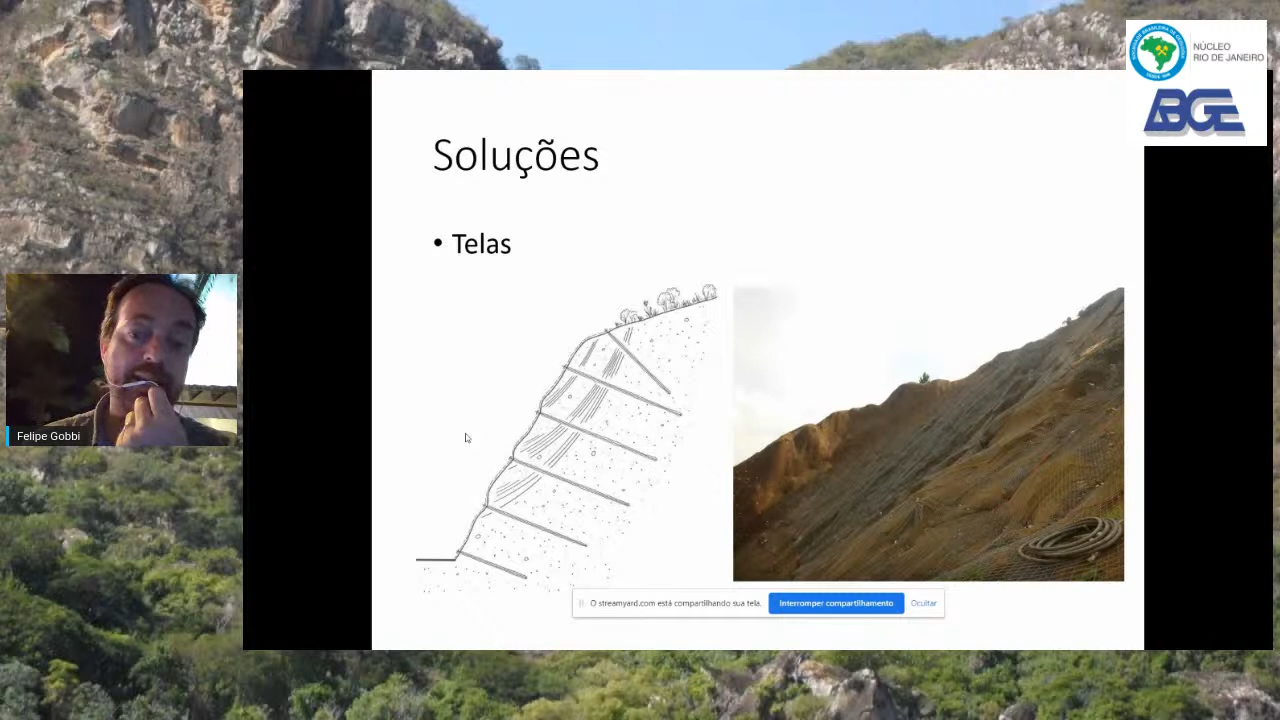 NÚCLEO
RIO DE JANEIRO
ABGE
Soluções
• Telas
Felipe Gobbi
O streamyard.com está compartilhando sua tela.
Interromper compartilhamento
Ocultar